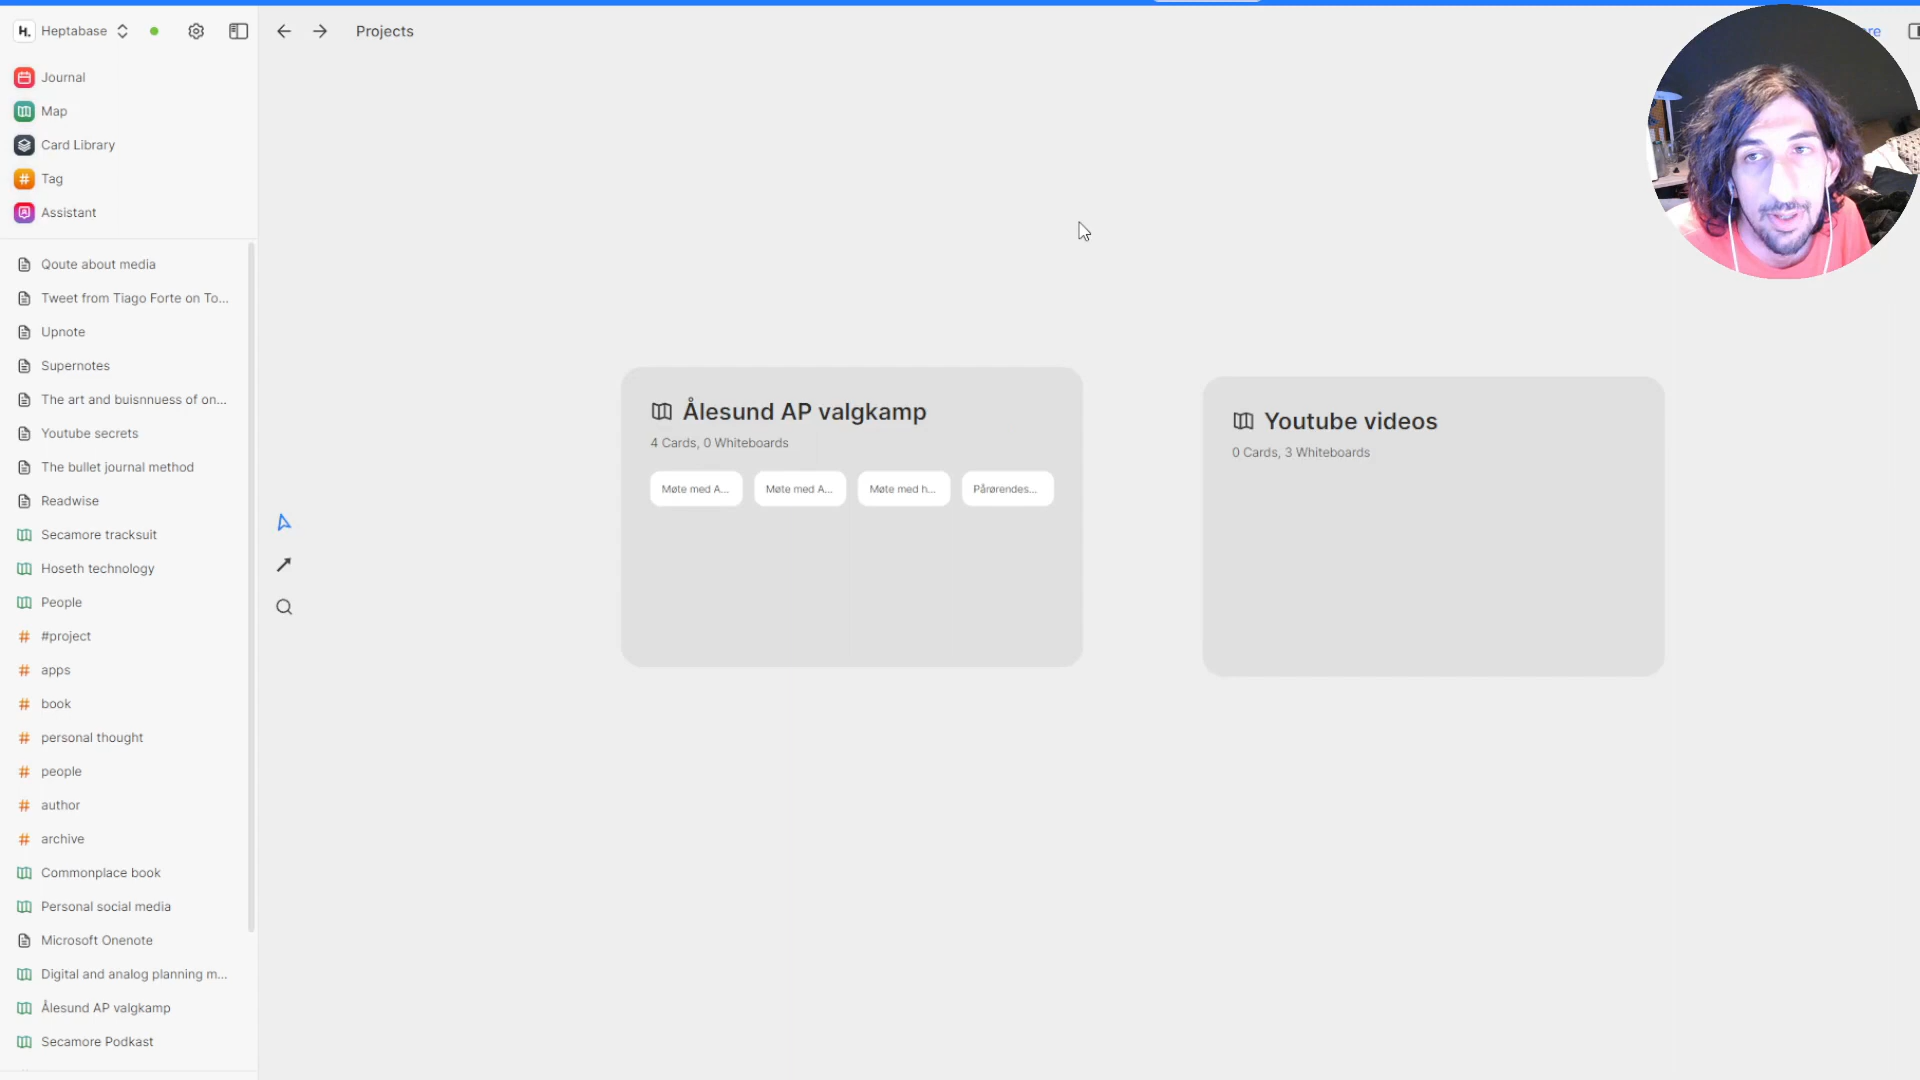 H. Heptabase
Projects
Journal
Map
Card Library
Tag
Assistant
Qoute about media
Tweet from Tiago Forte on To...
Upnote
Supernotes
The art and buisnnuess of on...
Youtube secrets
The bullet journal method
Readwise
Secamore tracksuit
Hoseth technology
People
#project
apps
book
personal thought
people
author
archive
Commonplace book
Personal social media
Microsoft Onenote
Digital and analog planning m...
Ålesund AP valgkamp
Secamore Podkast
Ålesund AP valgkamp
4 Cards, 0 Whiteboards
Møte med A...
Møte med A...
Møte med h...
Pårørendes...
Youtube videos
0 Cards, 3 Whiteboards